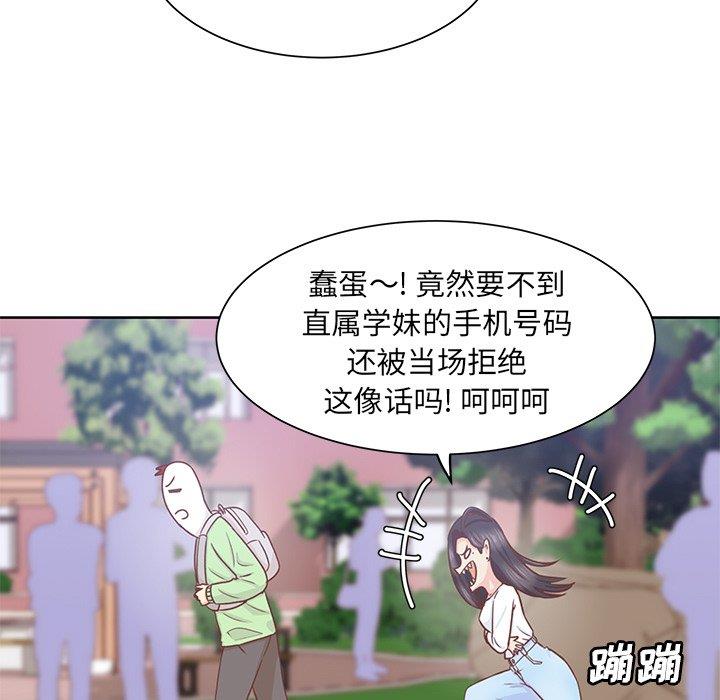 蠢蛋~! 竟然要不到
直属学妹的手机号码
还被当场拒绝
这像话吗! 呵呵呵
蹦 蹦